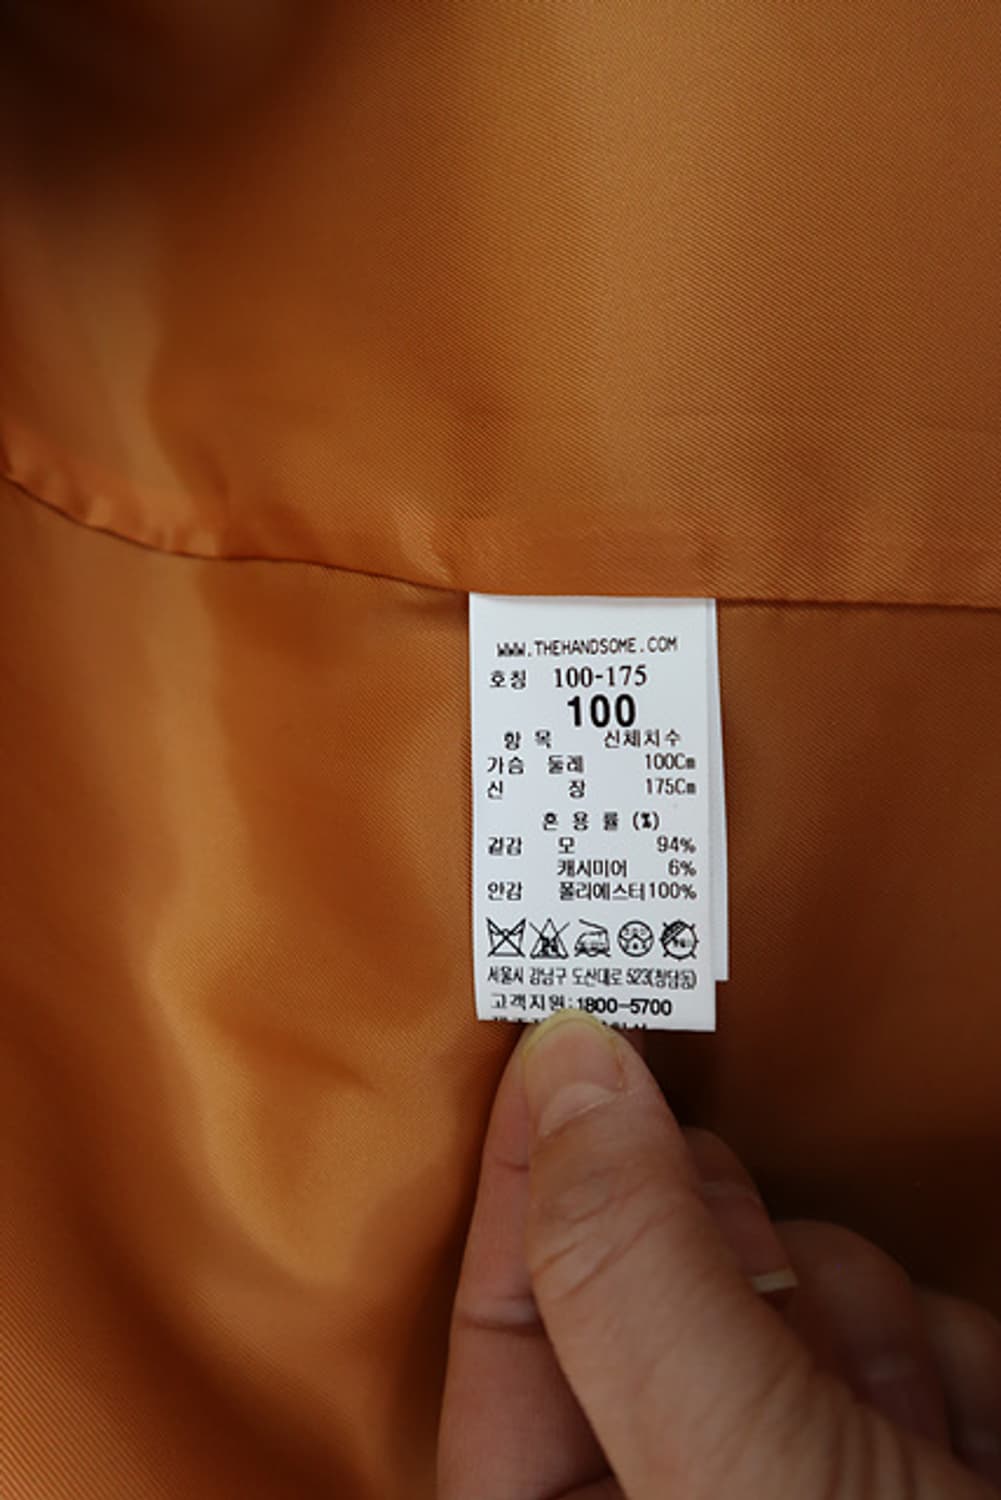 WWW.THEHANDSOME.COM
호칭 100-175
100
항 목 신체치수
가슴 둘레 100Cm
신 장 175Cm
혼 용 률 (%)
겉감 모 94%
캐시미어 6%
안감 폴리에스터 100%
서울시 강남구 도산대로 523(청담동)
고객지원:1800-5700